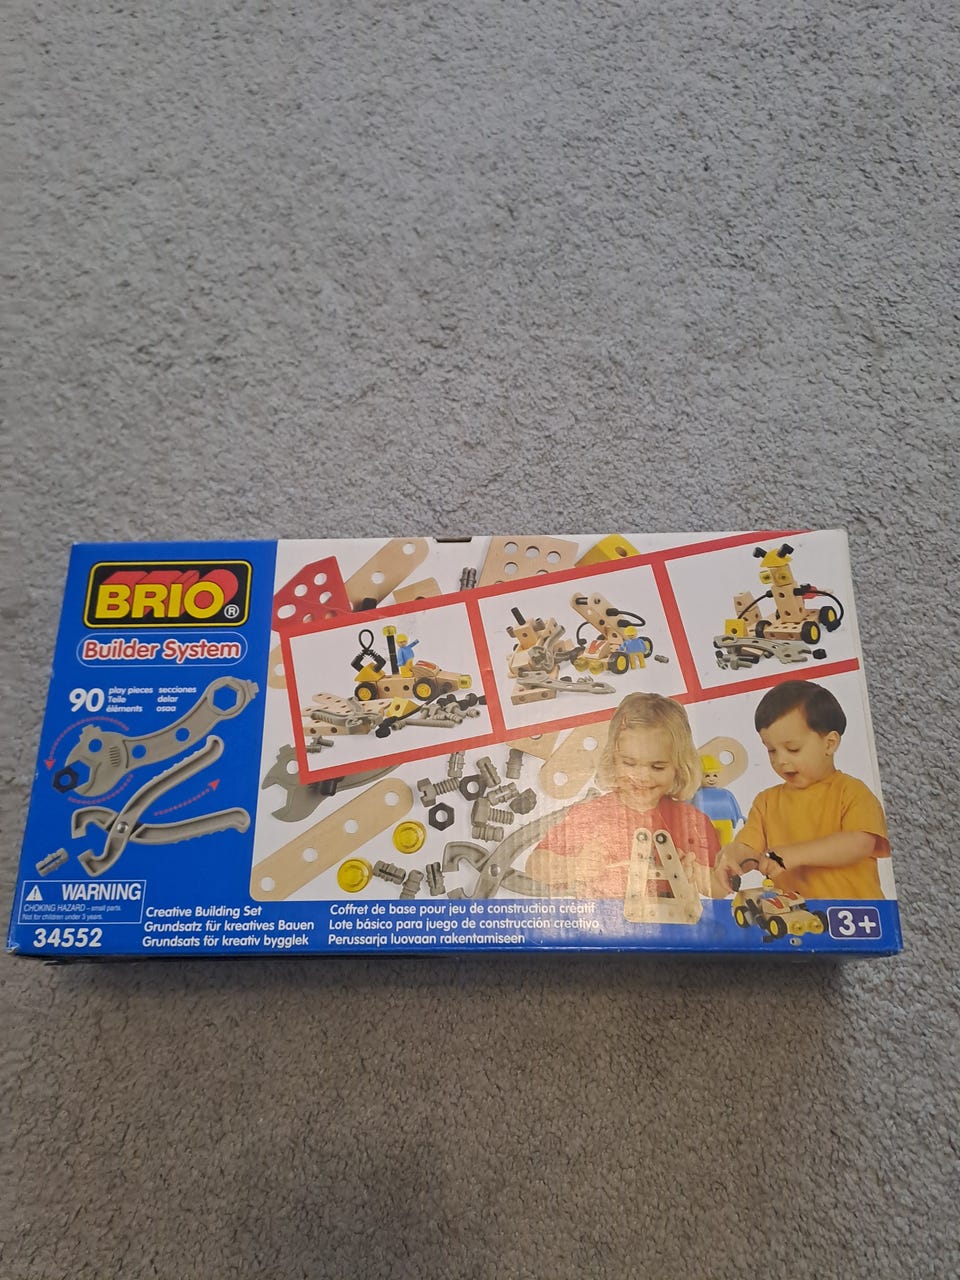 BRIO®
Builder System
90 play pieces secciones
Teile delar
éléments osaa
WARNING
CHOKING HAZARD – small parts
Not for children under 3 years.
34552
Creative Building Set
Grundsatz für kreatives Bauen
Grundsats för kreativ bygglek
Coffret de base pour jeu de construction créatif
Lote básico para juego de construcción creativo
Perussarja luovaan rakentamiseen
3+